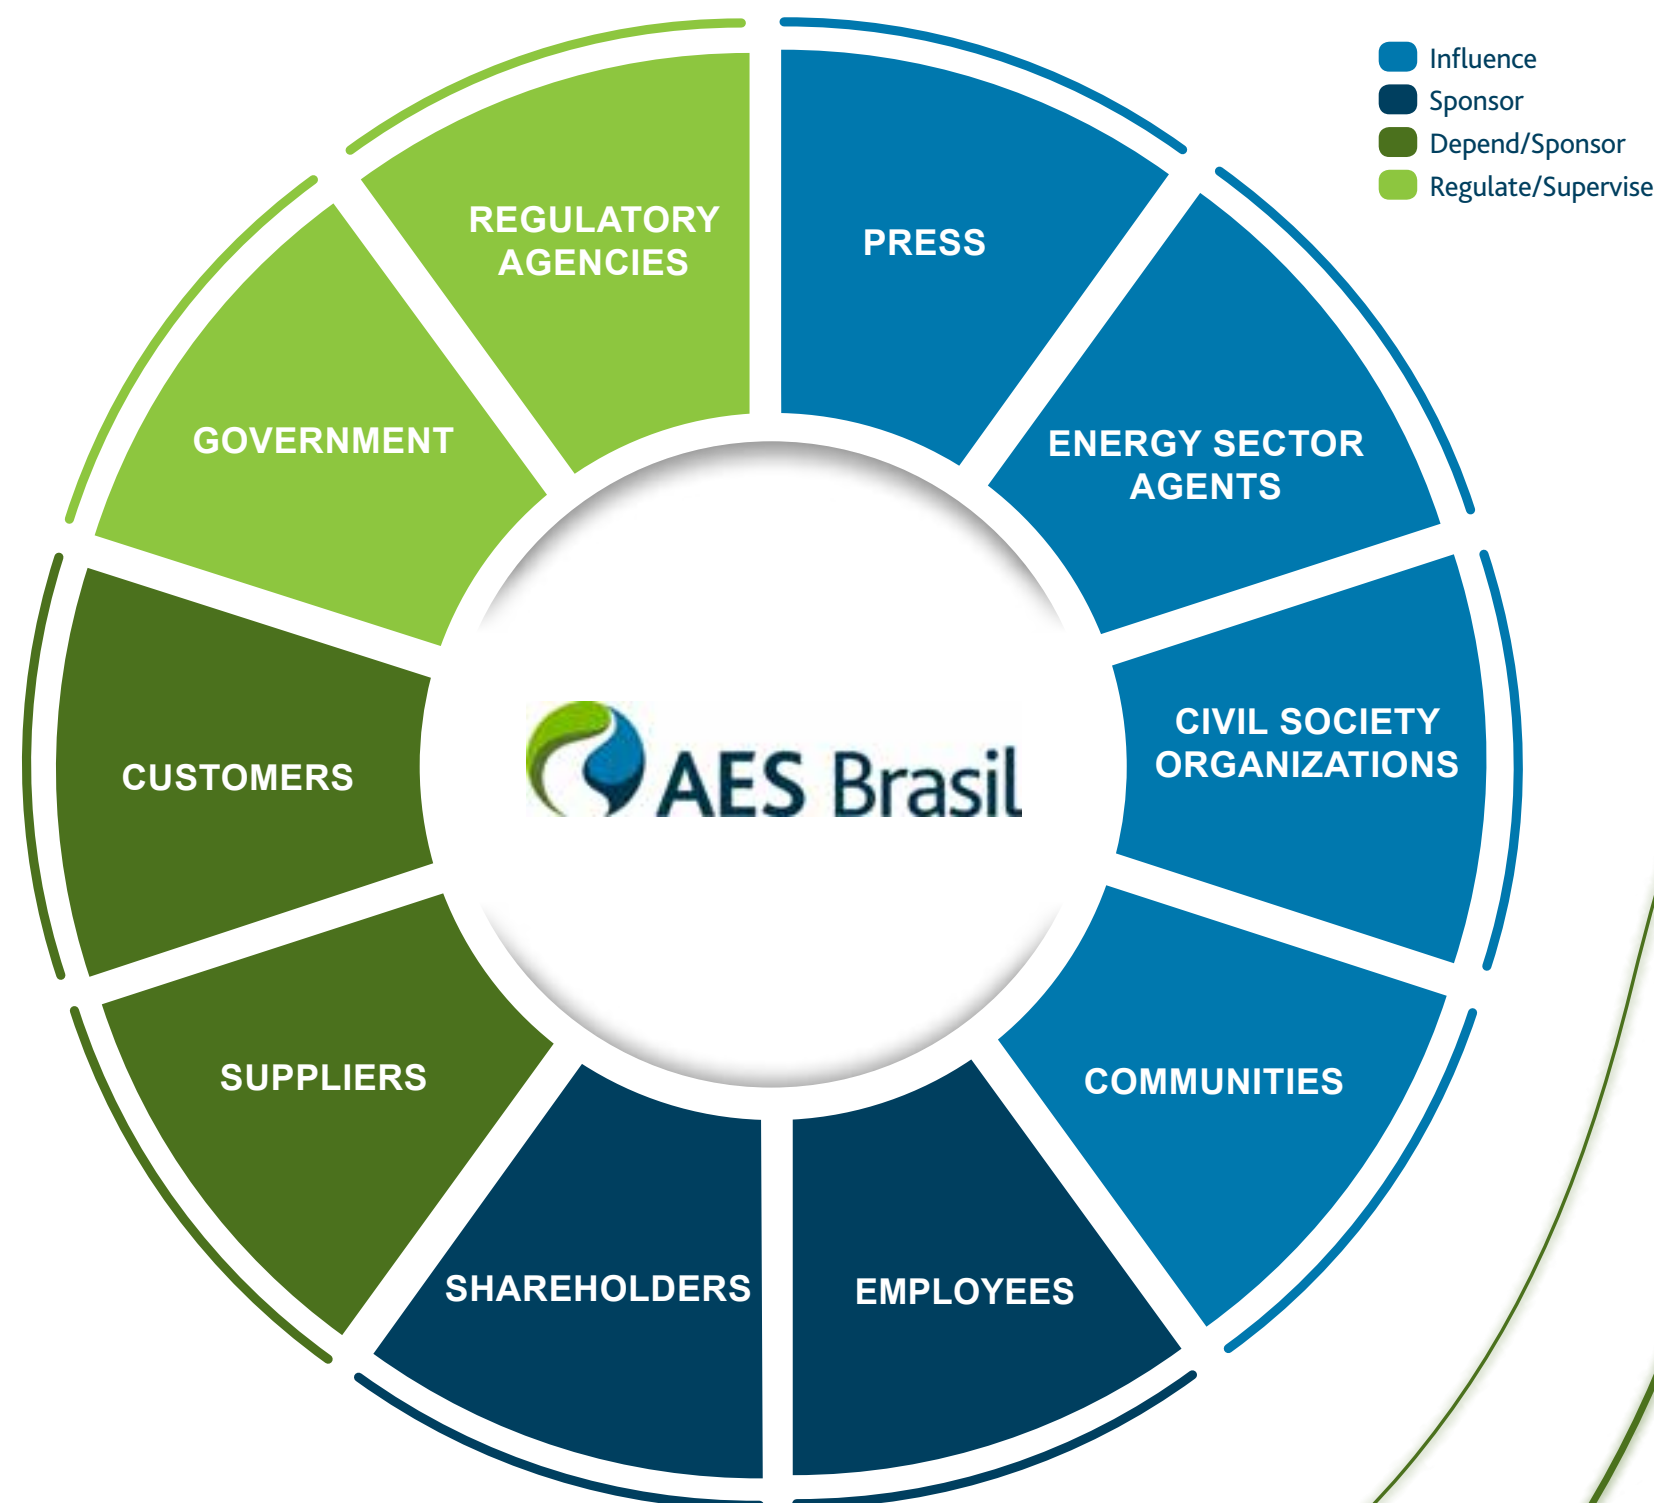 Influence
Sponsor
Depend/Sponsor
Regulate/Supervise
REGULATORY
AGENCIES
PRESS
GOVERNMENT
ENERGY SECTOR
AGENTS
CUSTOMERS
AES Brasil
CIVIL SOCIETY
ORGANIZATIONS
SUPPLIERS
COMMUNITIES
SHAREHOLDERS
EMPLOYEES